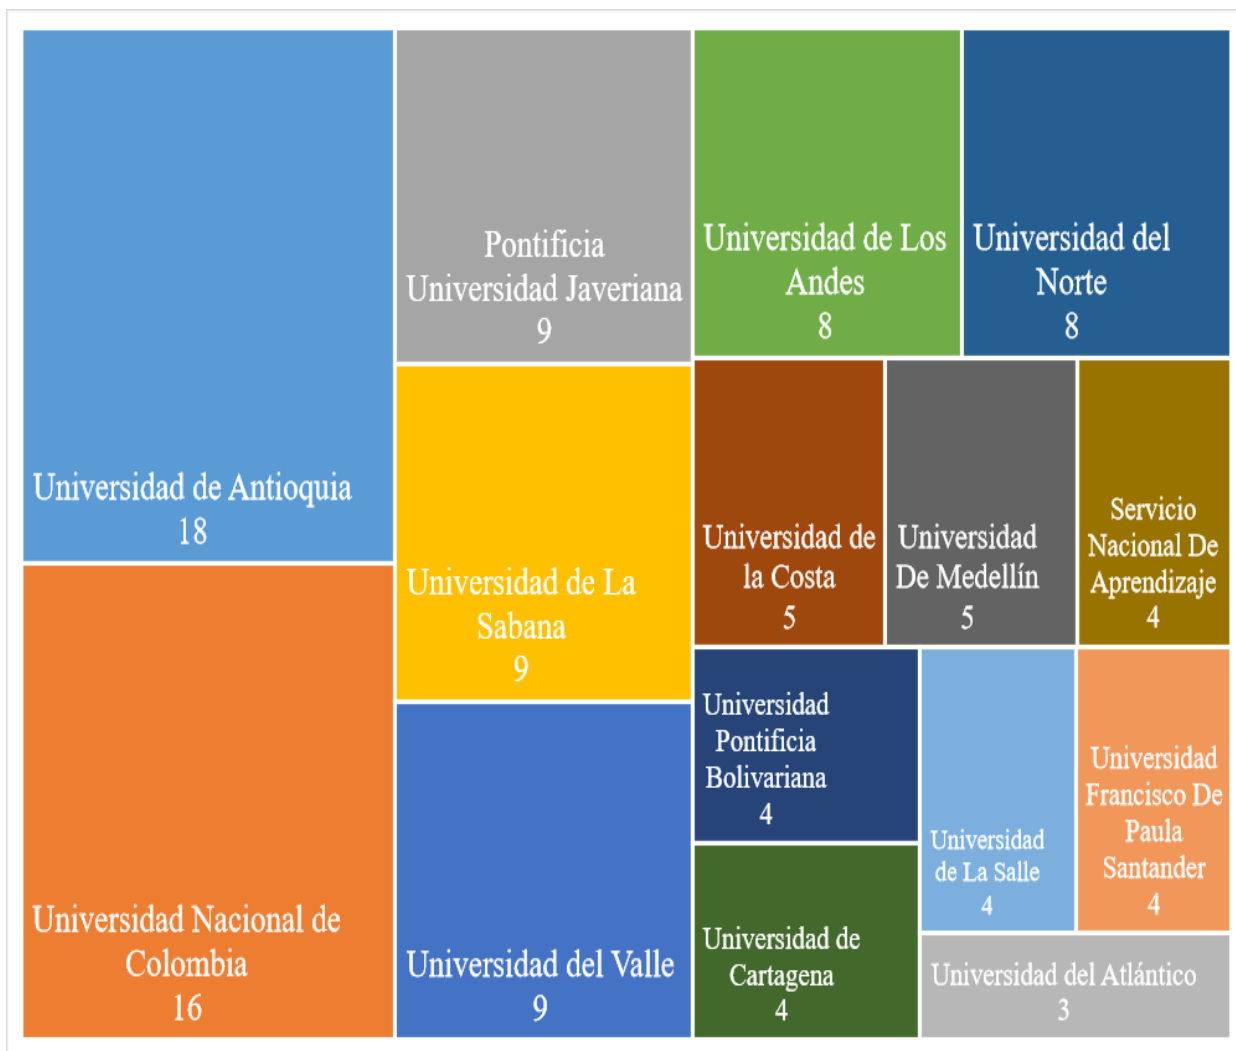 Universidad de Antioquia
18
Universidad Nacional de
Colombia
16
Pontificia
Universidad Javeriana
9
Universidad de La
Sabana
9
Universidad del Valle
9
Universidad de Los
Andes
8
Universidad del
Norte
8
Universidad de
la Costa
5
Universidad
De Medellín
5
Servicio
Nacional De
Aprendizaje
4
Universidad
Pontificia
Bolivariana
4
Universidad de
Cartagena
4
Universidad
de La Salle
4
Universidad
Francisco De
Paula
Santander
4
Universidad del Atlántico
3